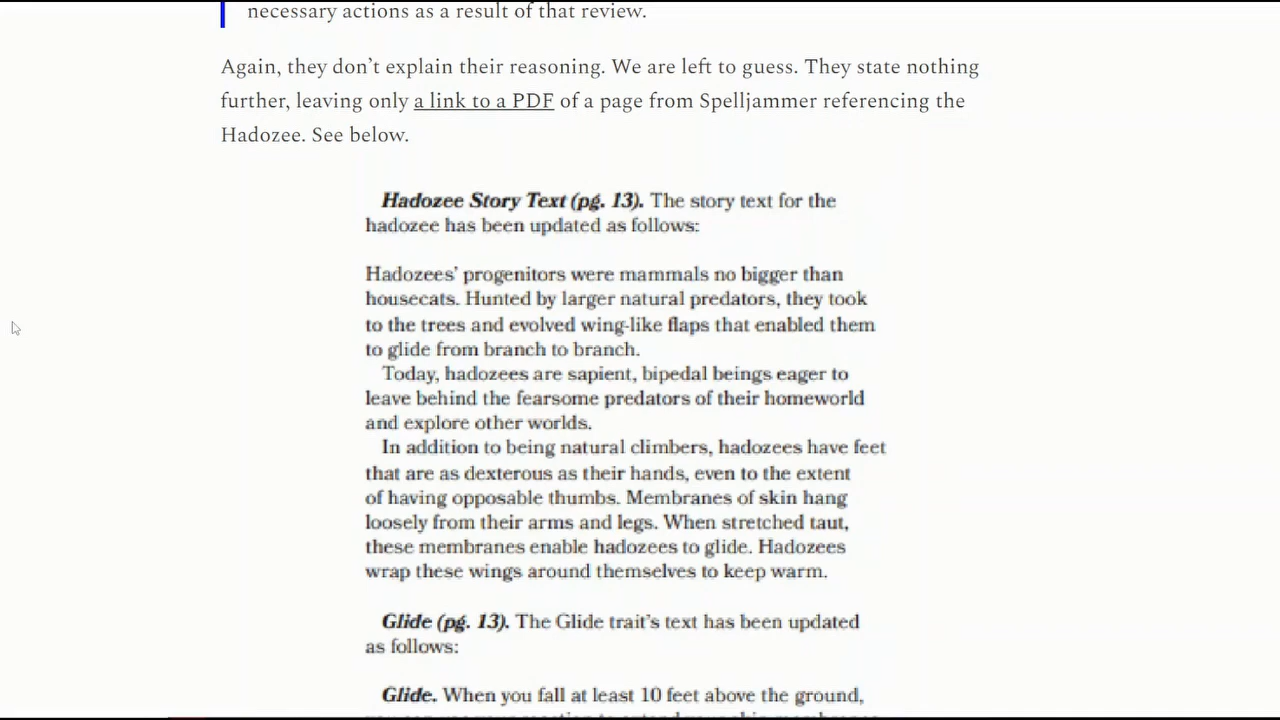 necessary actions as a result of that review.
Again, they don’t explain their reasoning. We are left to guess. They state nothing
further, leaving only a link to a PDF of a page from Spelljammer referencing the
Hadozee. See below.
Hadozee Story Text (pg. 13). The story text for the
hadozee has been updated as follows:
Hadozees’ progenitors were mammals no bigger than
housecats. Hunted by larger natural predators, they took
to the trees and evolved wing-like flaps that enabled them
to glide from branch to branch.
Today, hadozees are sapient, bipedal beings eager to
leave behind the fearsome predators of their homeworld
and explore other worlds.
In addition to being natural climbers, hadozees have feet
that are as dexterous as their hands, even to the extent
of having opposable thumbs. Membranes of skin hang
loosely from their arms and legs. When stretched taut,
these membranes enable hadozees to glide. Hadozees
wrap these wings around themselves to keep warm.
Glide (pg. 13). The Glide trait’s text has been updated
as follows:
Glide. When you fall at least 10 feet above the ground,